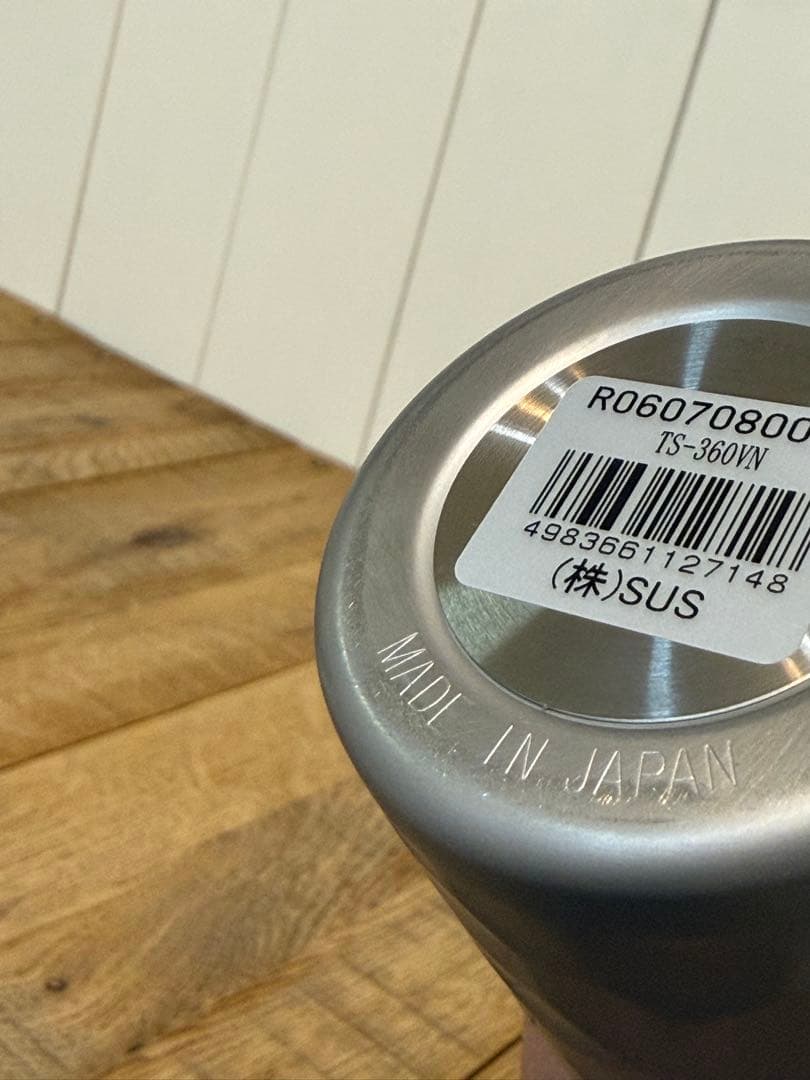 R06070800
TS-360VN
4983661127148
(株)SUS
MADE IN JAPAN